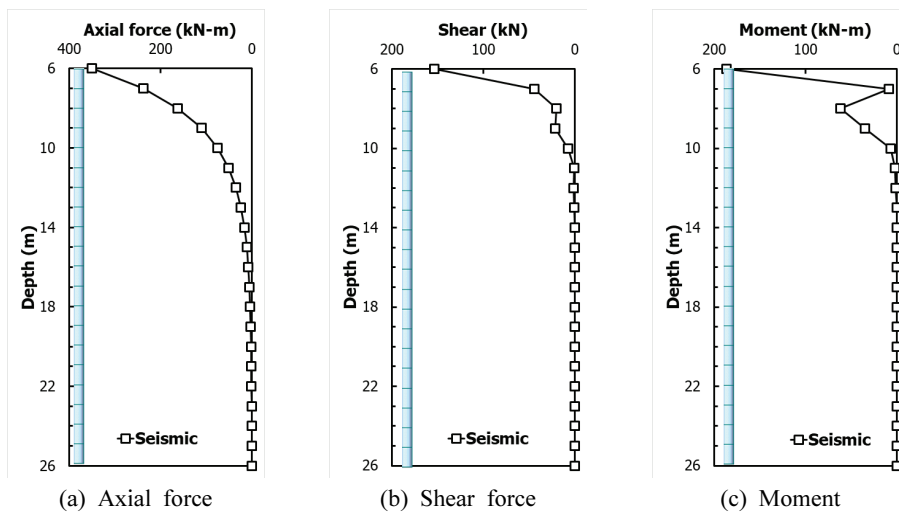 Axial force (kN-m)
400 200 0
6
10
14
18
22
26
Depth (m)
Seismic
(a) Axial force
Shear (kN)
200 100 0
6
10
14
18
22
26
Depth (m)
Seismic
(b) Shear force
Moment (kN-m)
200 100 0
6
10
14
18
22
26
Depth (m)
Seismic
(c) Moment